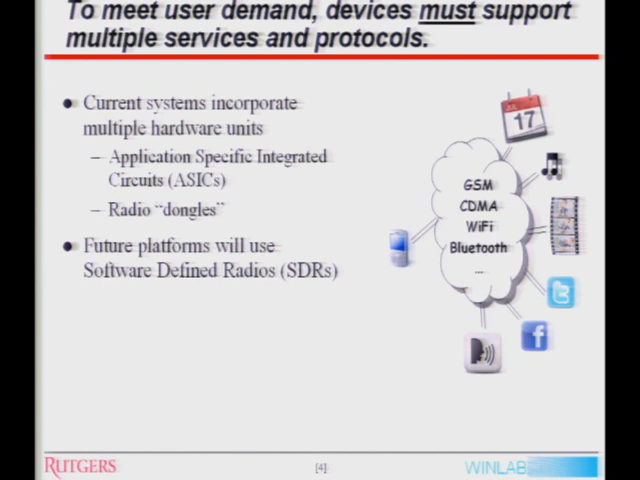 To meet user demand, devices must support
multiple services and protocols.
● Current systems incorporate
multiple hardware units
– Application Specific Integrated
Circuits (ASICs)
– Radio “dongles”
● Future platforms will use
Software Defined Radios (SDRs)
17
GSM
CDMA
WiFi
Bluetooth
...
t
f
RUTGERS
[4]
WINLAB